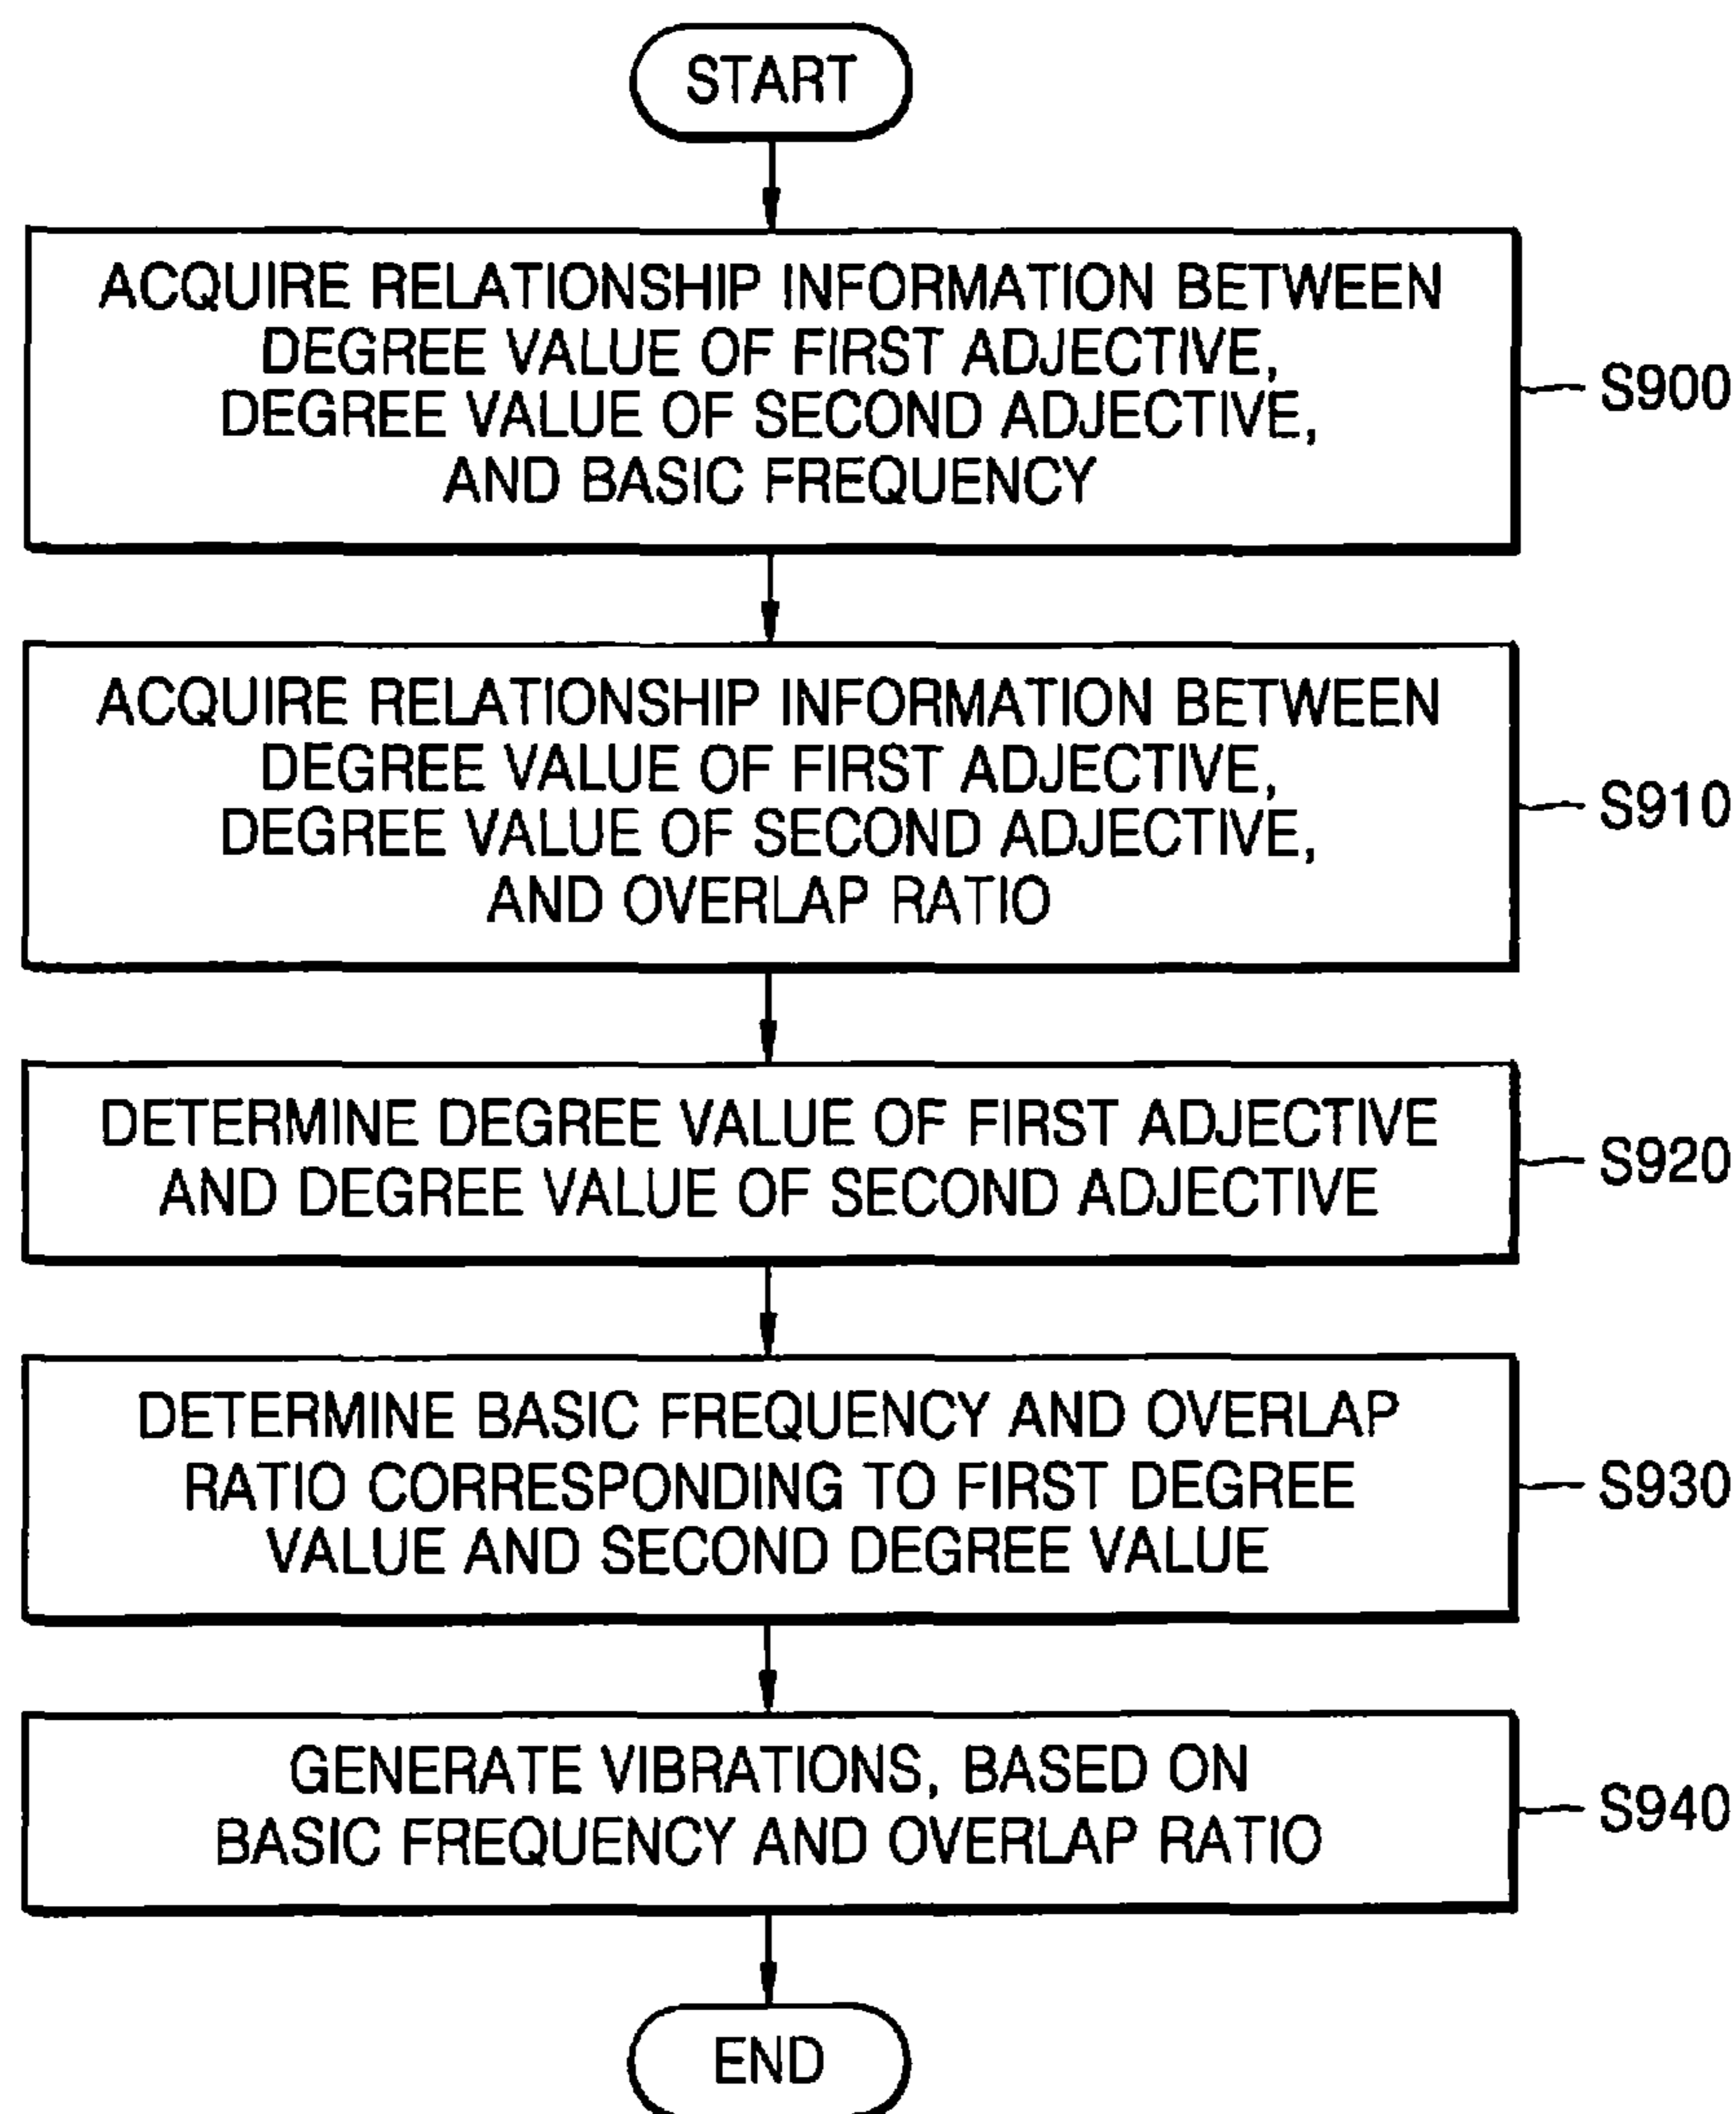 START
ACQUIRE RELATIONSHIP INFORMATION BETWEEN
DEGREE VALUE OF FIRST ADJECTIVE,
DEGREE VALUE OF SECOND ADJECTIVE,
AND BASIC FREQUENCY
S900
ACQUIRE RELATIONSHIP INFORMATION BETWEEN
DEGREE VALUE OF FIRST ADJECTIVE,
DEGREE VALUE OF SECOND ADJECTIVE,
AND OVERLAP RATIO
S910
DETERMINE DEGREE VALUE OF FIRST ADJECTIVE
AND DEGREE VALUE OF SECOND ADJECTIVE
S920
DETERMINE BASIC FREQUENCY AND OVERLAP
RATIO CORRESPONDING TO FIRST DEGREE
VALUE AND SECOND DEGREE VALUE
S930
GENERATE VIBRATIONS, BASED ON
BASIC FREQUENCY AND OVERLAP RATIO
S940
END